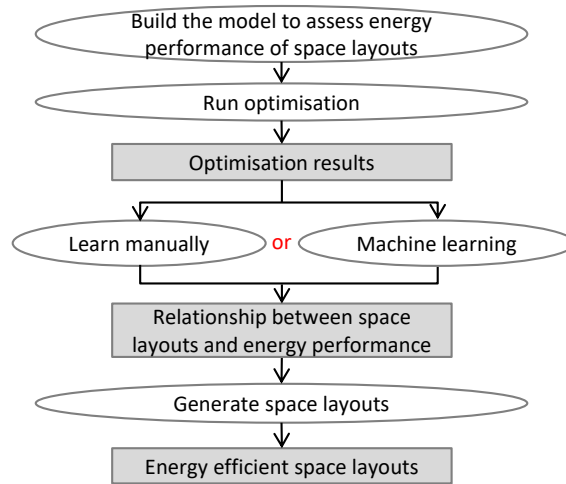 Build the model to assess energy
performance of space layouts
Run optimisation
Optimisation results
Learn manually or Machine learning
Relationship between space
layouts and energy performance
Generate space layouts
Energy efficient space layouts